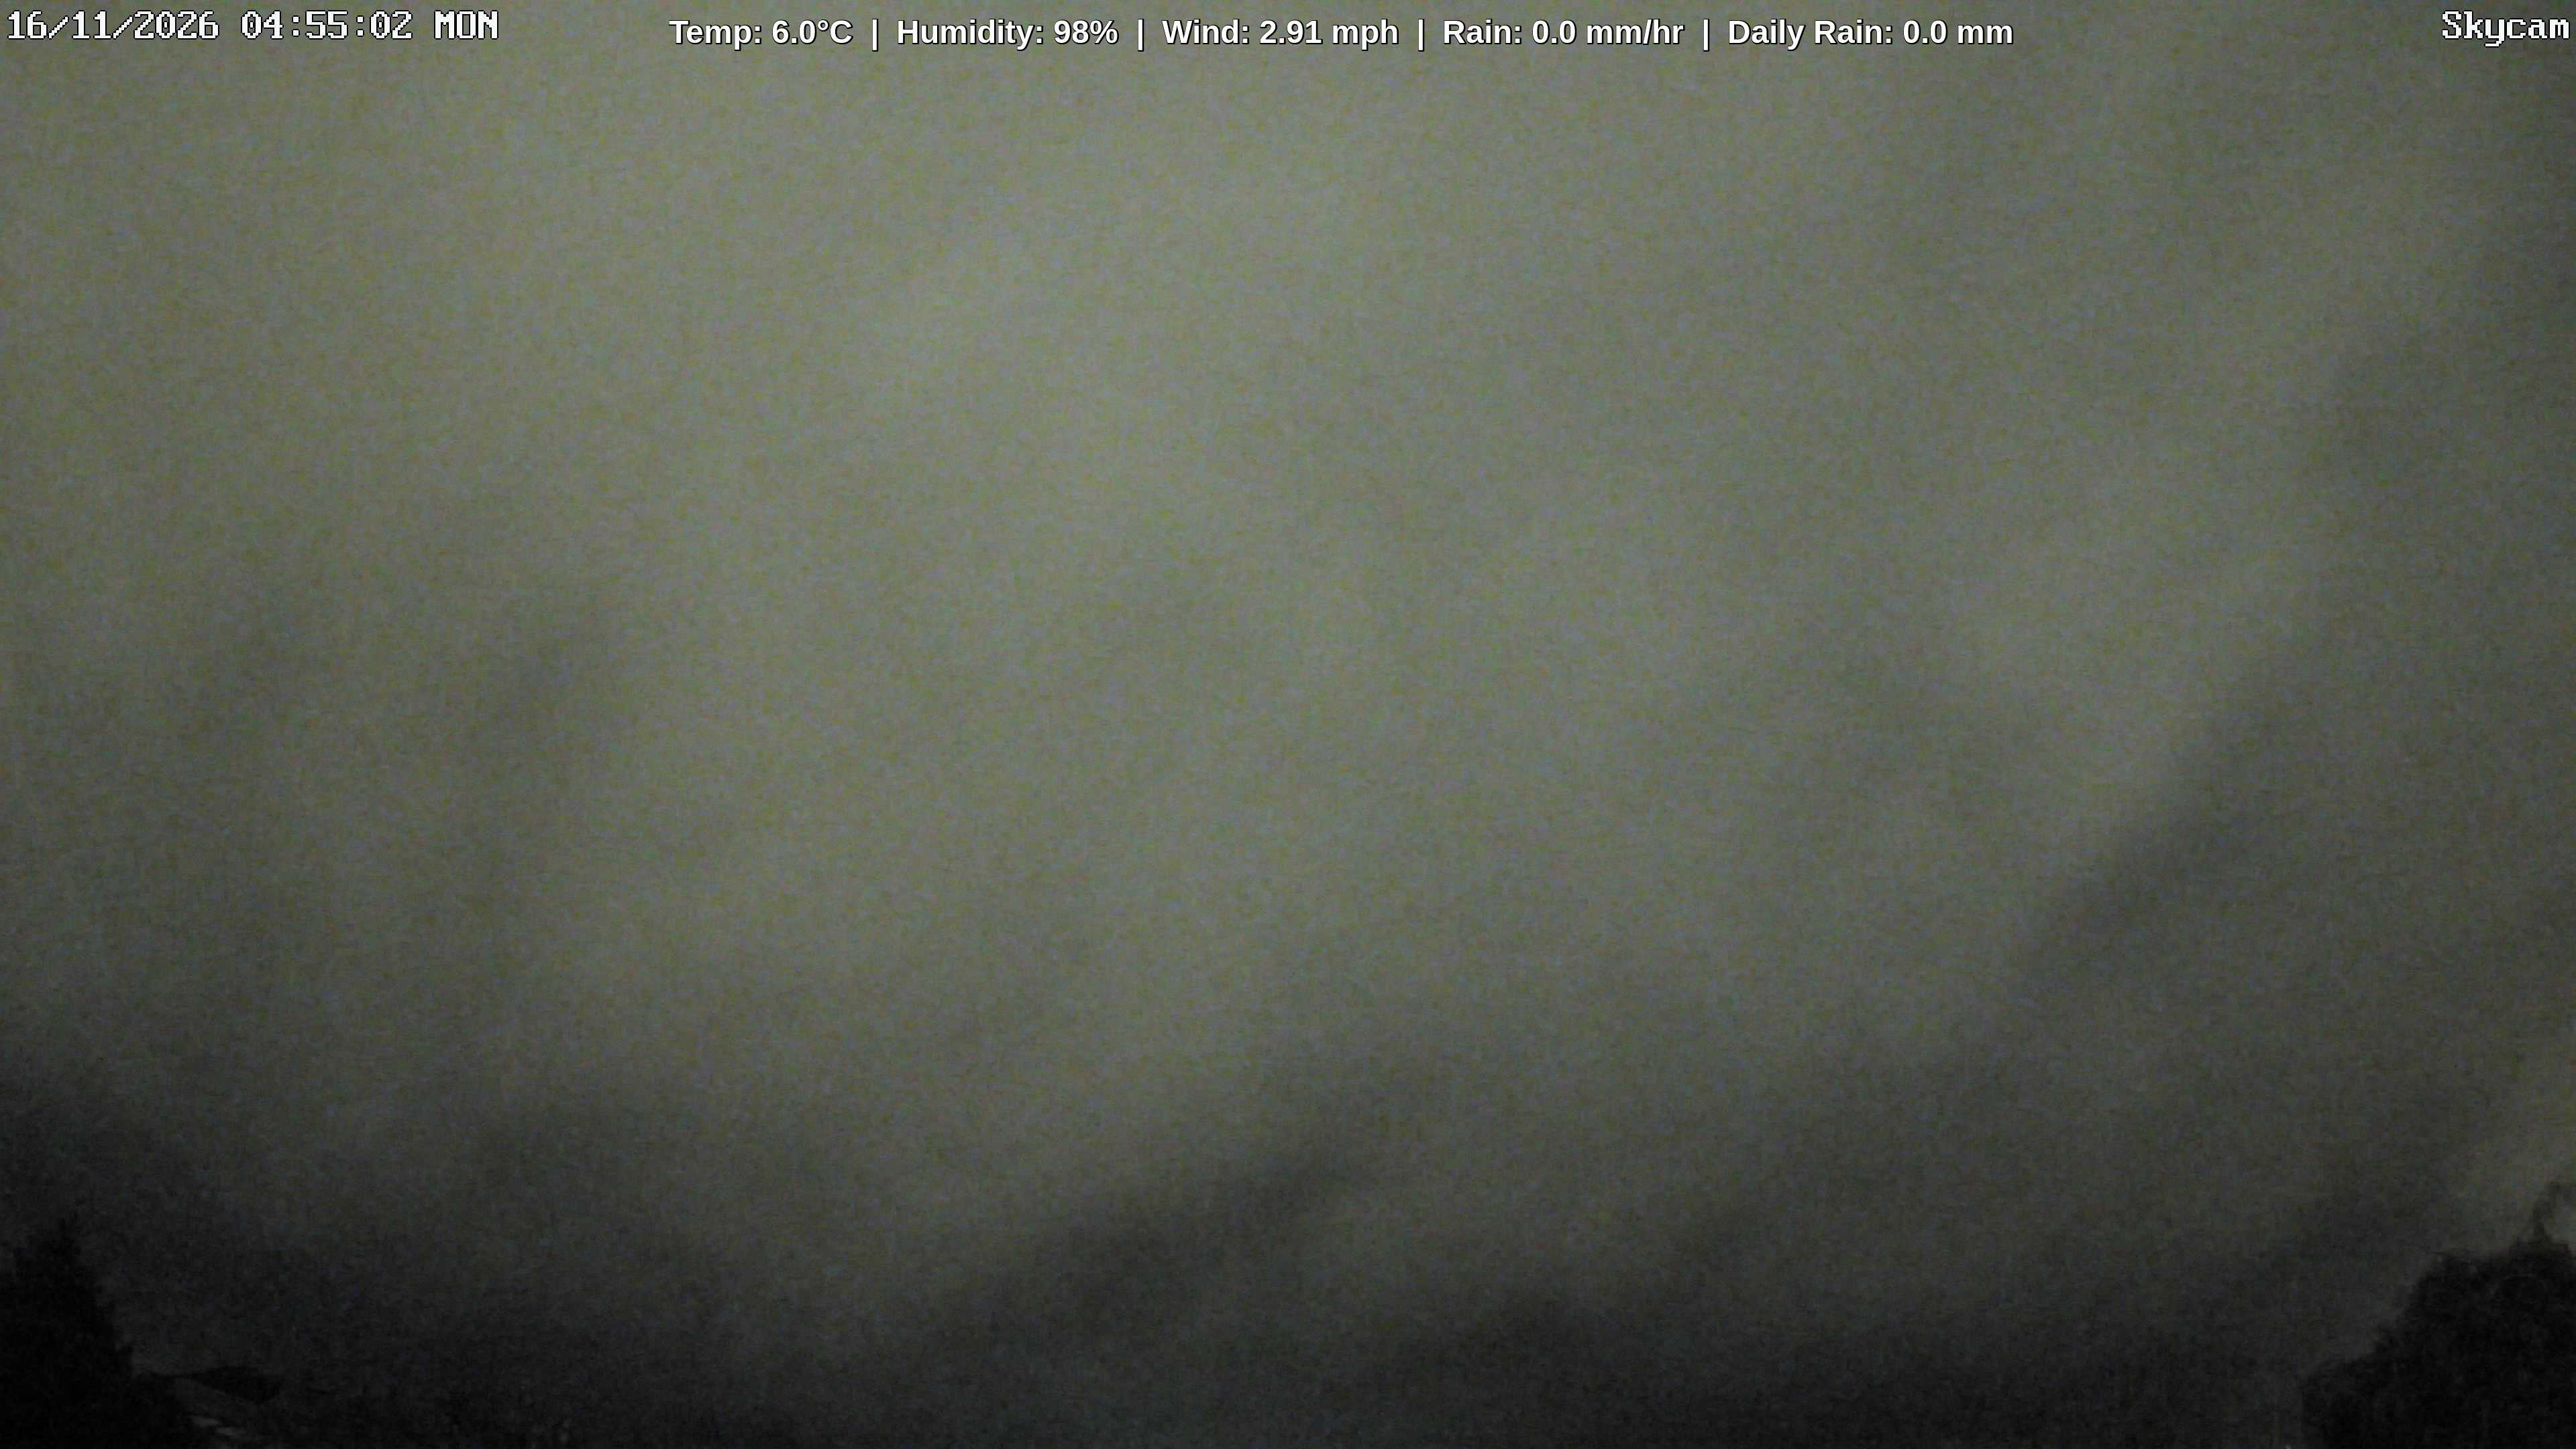 16/11/2026 04:55:02 MON
Temp: 6.0°C | Humidity: 98% | Wind: 2.91 mph | Rain: 0.0 mm/hr | Daily Rain: 0.0 mm
Skycam